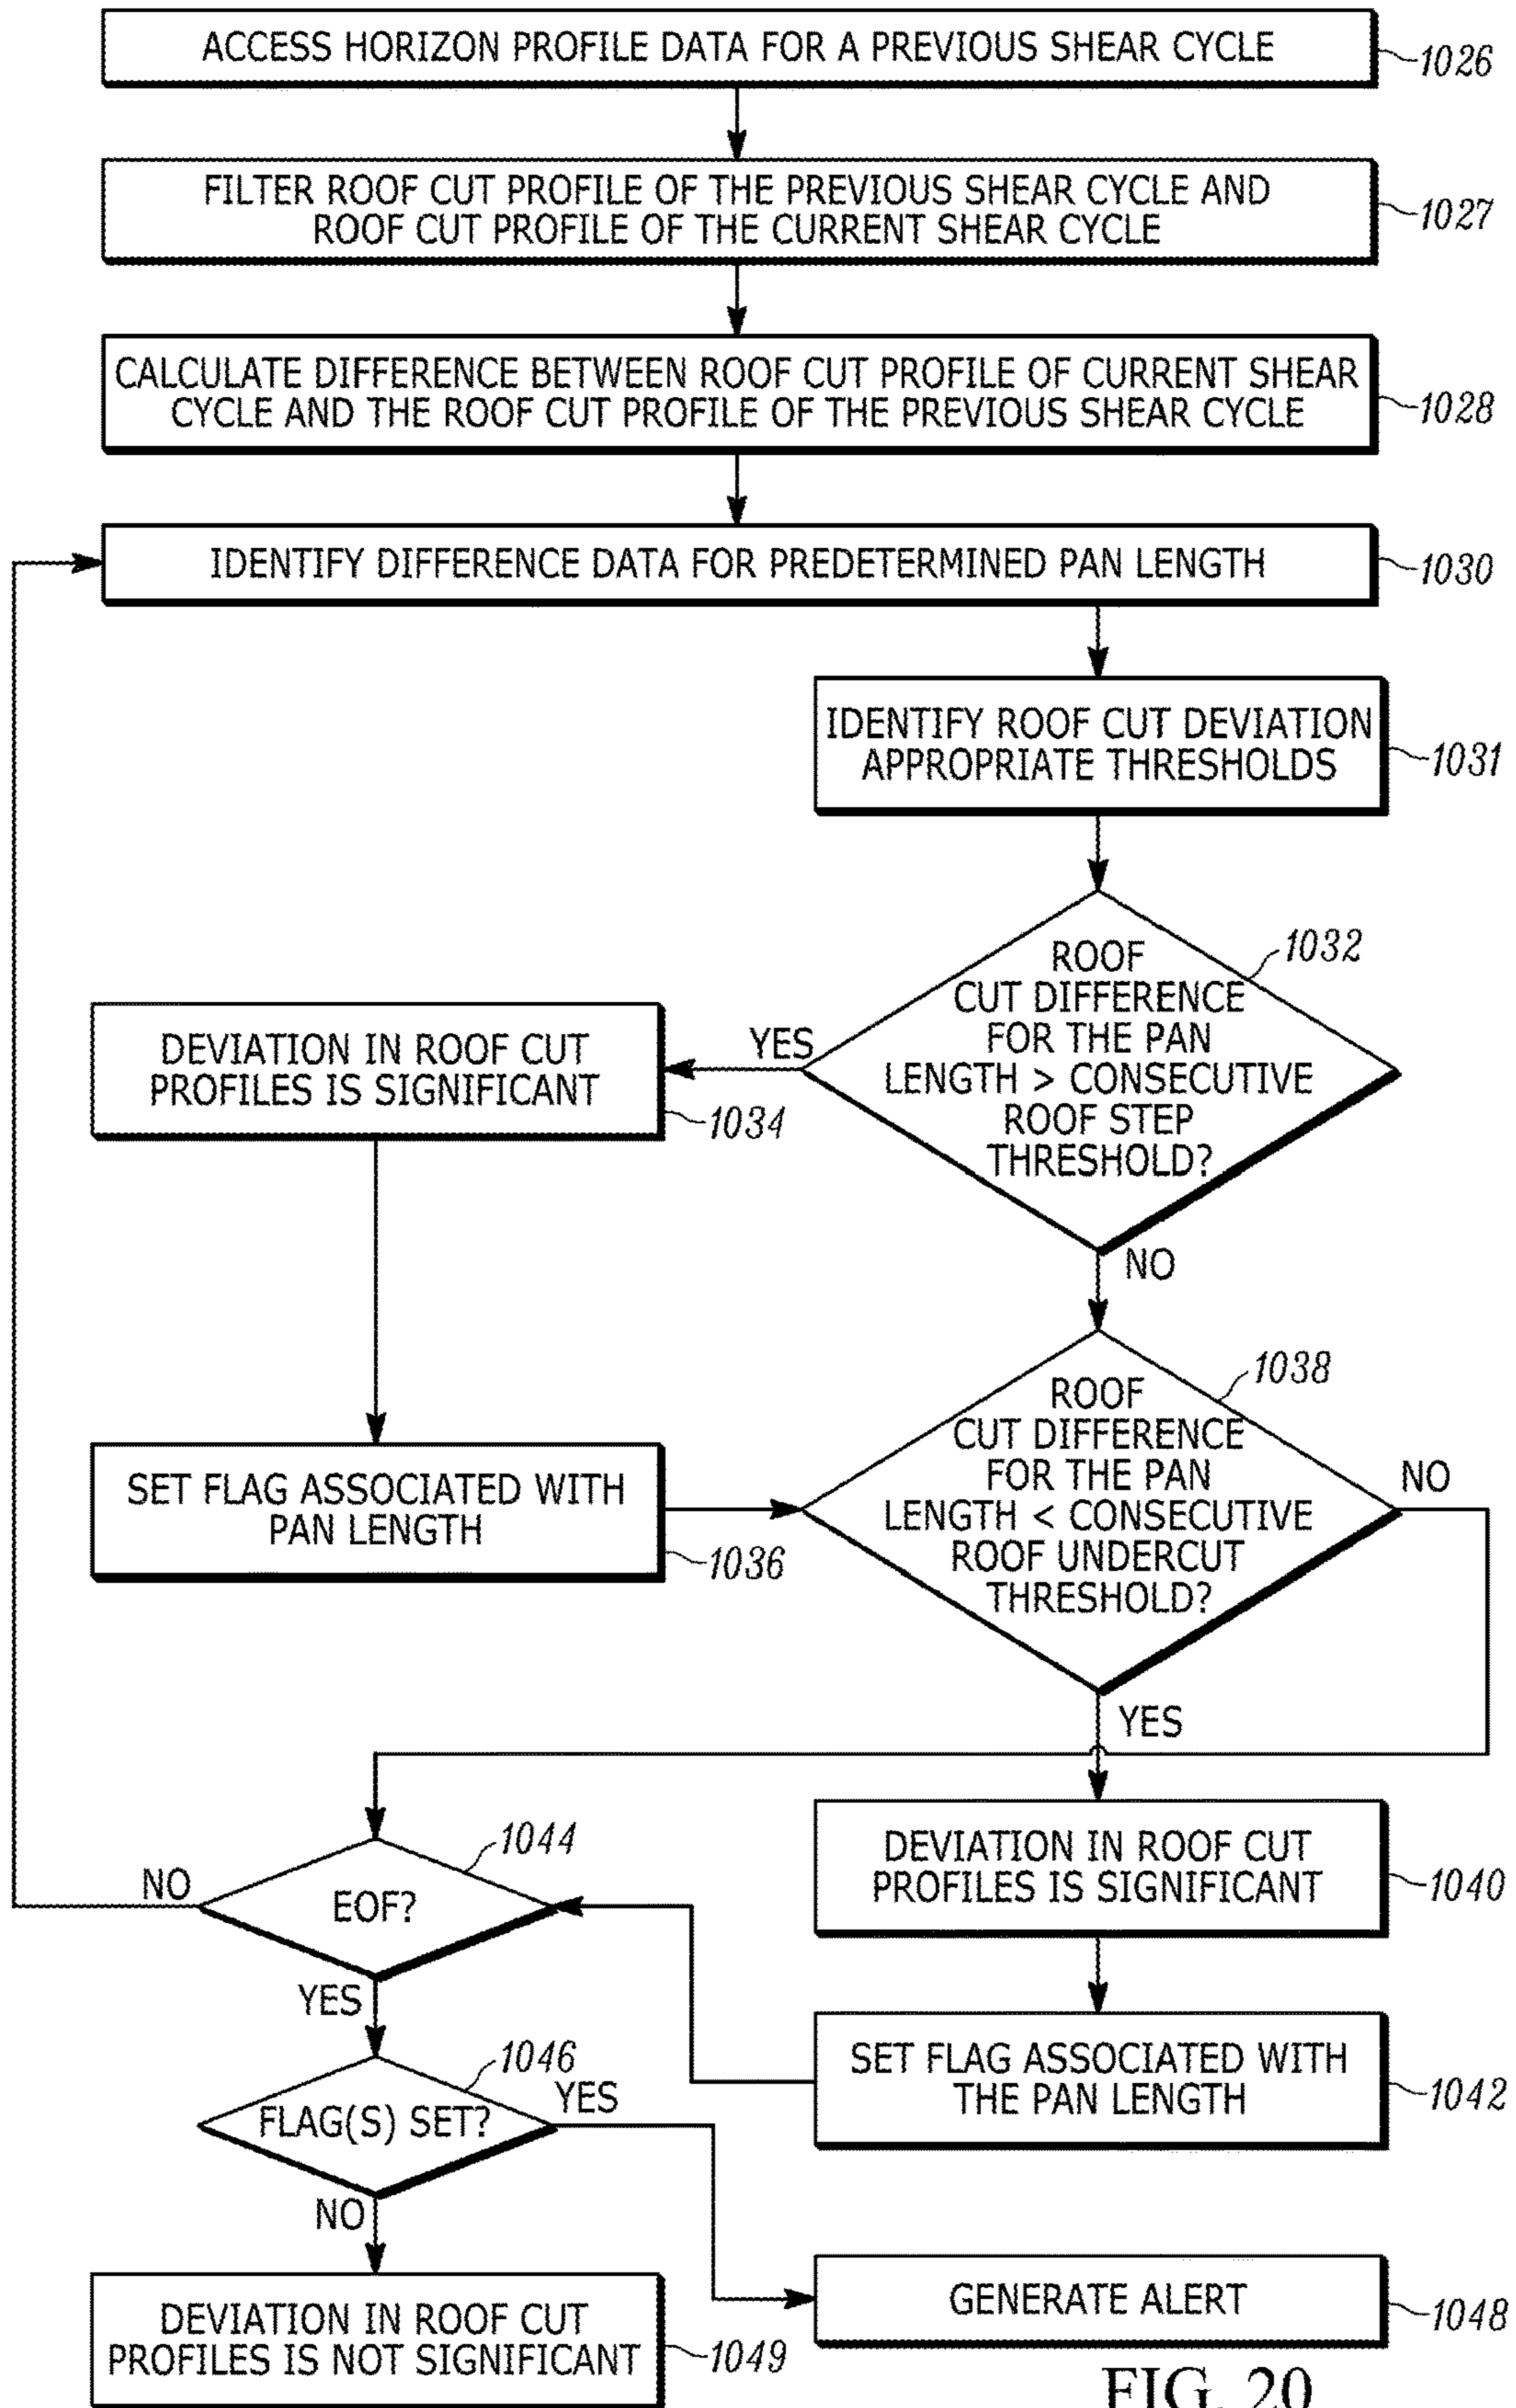 ACCESS HORIZON PROFILE DATA FOR A PREVIOUS SHEAR CYCLE
1026
FILTER ROOF CUT PROFILE OF THE PREVIOUS SHEAR CYCLE AND
ROOF CUT PROFILE OF THE CURRENT SHEAR CYCLE
1027
CALCULATE DIFFERENCE BETWEEN ROOF CUT PROFILE OF CURRENT SHEAR
CYCLE AND THE ROOF CUT PROFILE OF THE PREVIOUS SHEAR CYCLE
1028
IDENTIFY DIFFERENCE DATA FOR PREDETERMINED PAN LENGTH
1030
IDENTIFY ROOF CUT DEVIATION
APPROPRIATE THRESHOLDS
1031
ROOF
CUT DIFFERENCE
FOR THE PAN
LENGTH > CONSECUTIVE
ROOF STEP
THRESHOLD?
1032
YES
DEVIATION IN ROOF CUT
PROFILES IS SIGNIFICANT
1034
NO
SET FLAG ASSOCIATED WITH
PAN LENGTH
1036
ROOF
CUT DIFFERENCE
FOR THE PAN
LENGTH < CONSECUTIVE
ROOF UNDERCUT
THRESHOLD?
1038
NO
YES
DEVIATION IN ROOF CUT
PROFILES IS SIGNIFICANT
1040
EOF?
1044
NO
YES
SET FLAG ASSOCIATED WITH
THE PAN LENGTH
1042
FLAG(S) SET?
1046
YES
NO
GENERATE ALERT
1048
DEVIATION IN ROOF CUT
PROFILES IS NOT SIGNIFICANT
1049
FIG. 20